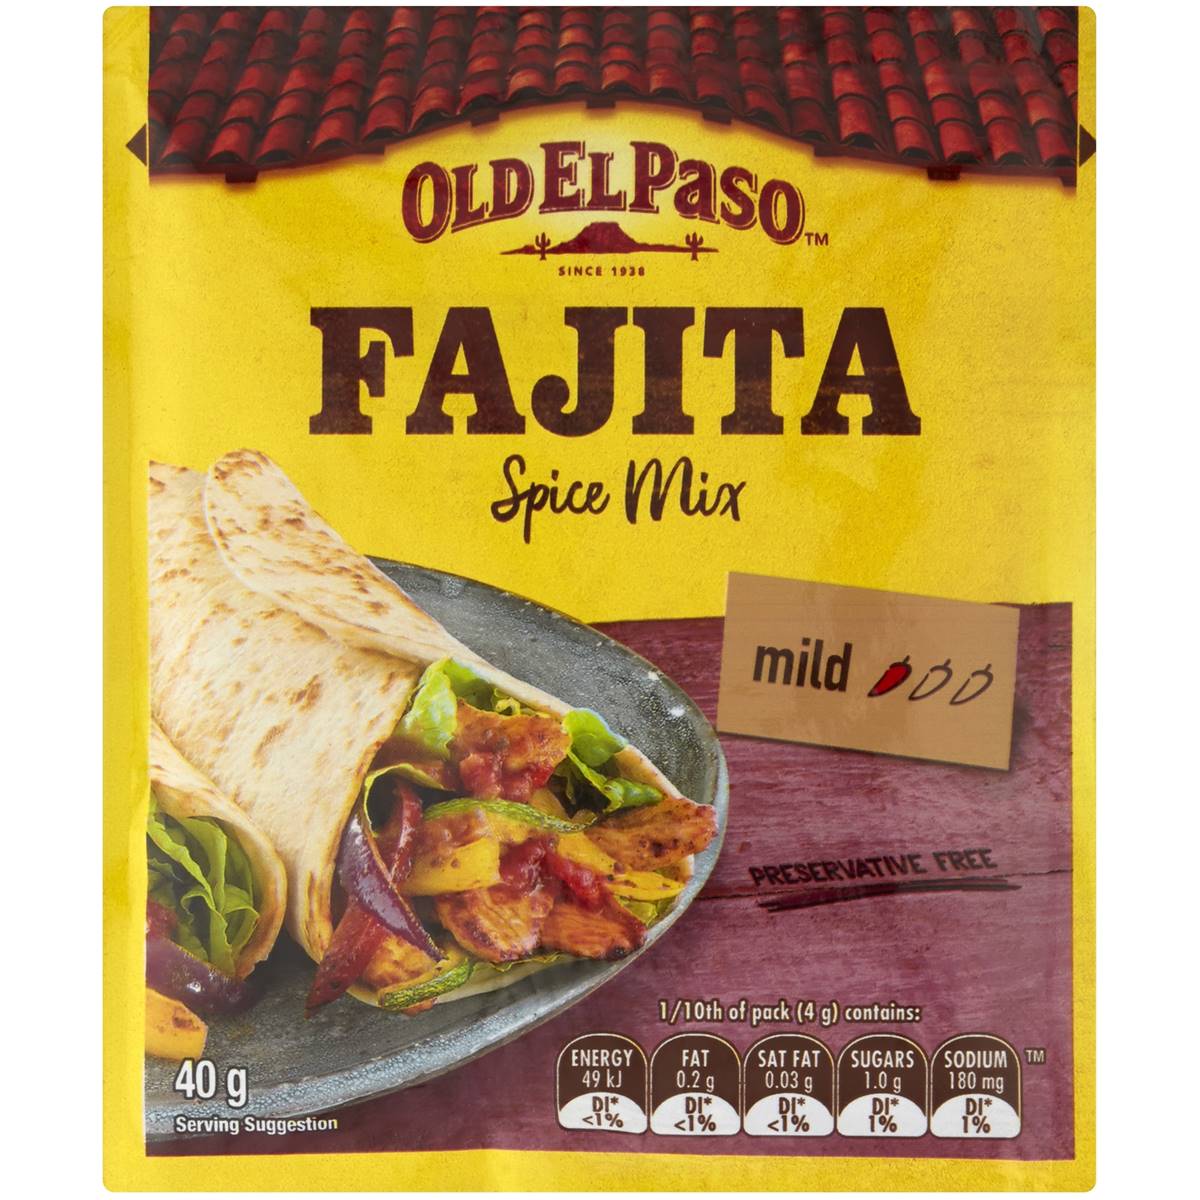 OLD EL PASO™
SINCE 1938
FAJITA
Spice Mix
mild
PRESERVATIVE FREE
1/10th of pack (4 g) contains:
ENERGY FAT SAT FAT SUGARS SODIUM ™
49 kJ 0.2 g 0.03 g 1.0 g 180 mg
DI* DI* DI* DI* DI*
<1% <1% <1% 1% 1%
40 g
Serving Suggestion